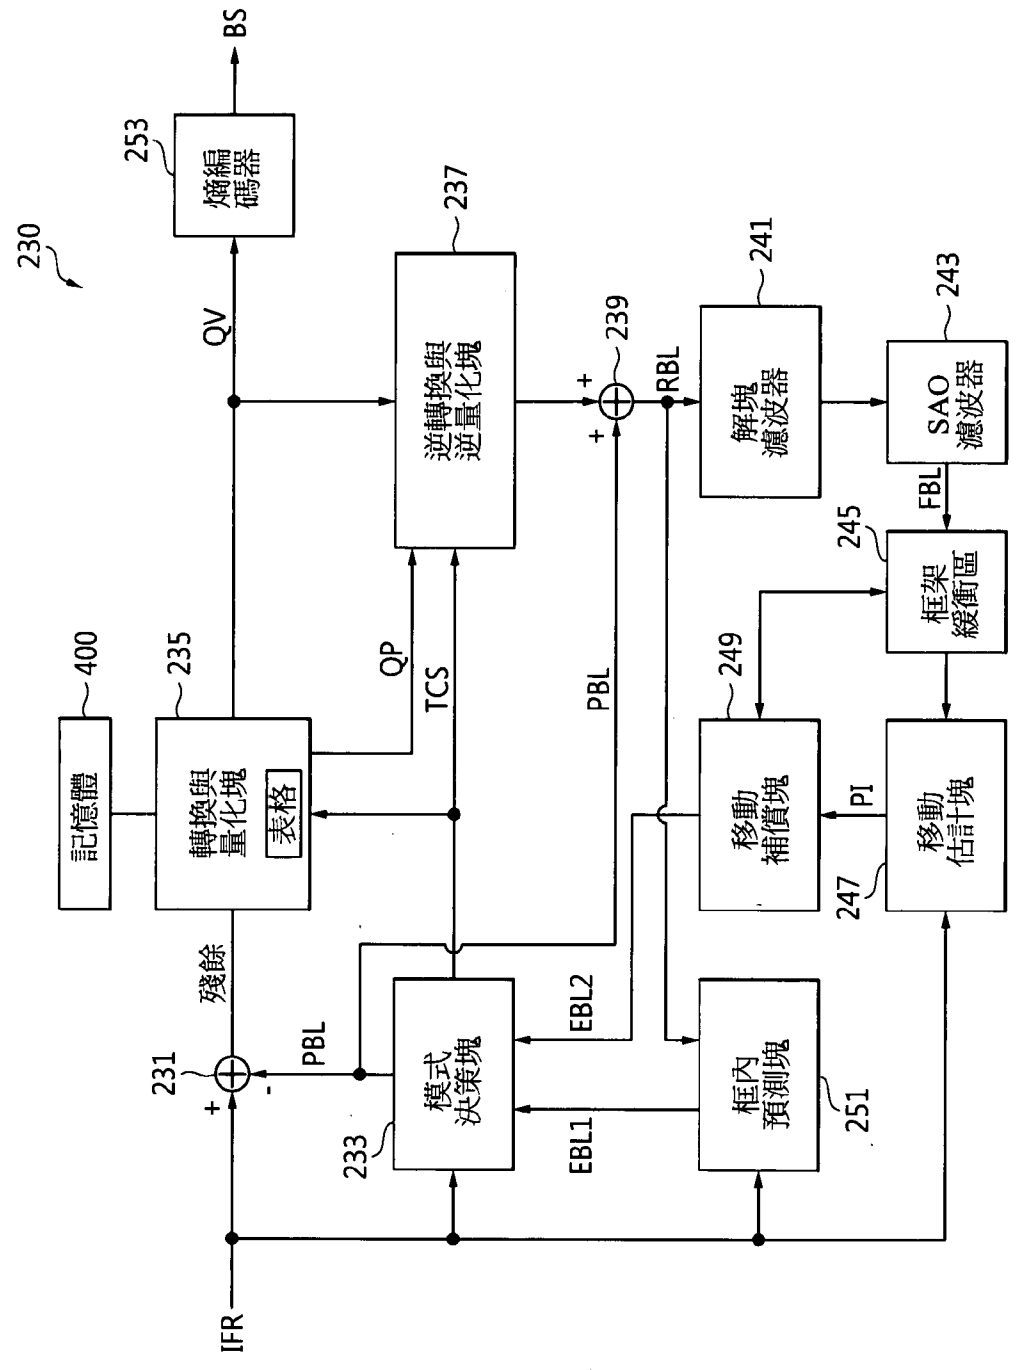 230
400
記憶體
253
熵編
碼器
BS
QV
235
轉換與
量化塊
表格
殘餘
231
+
-
IFR
PBL
QP
TCS
237
逆轉換與
逆量化塊
233
模式
決策塊
PBL
+
+
239
RBL
EBL1
EBL2
241
解塊
濾波器
249
移動
補償塊
251
框內
預測塊
243
SAO
濾波器
FBL
245
框架
緩衝區
PI
247
移動
估計塊